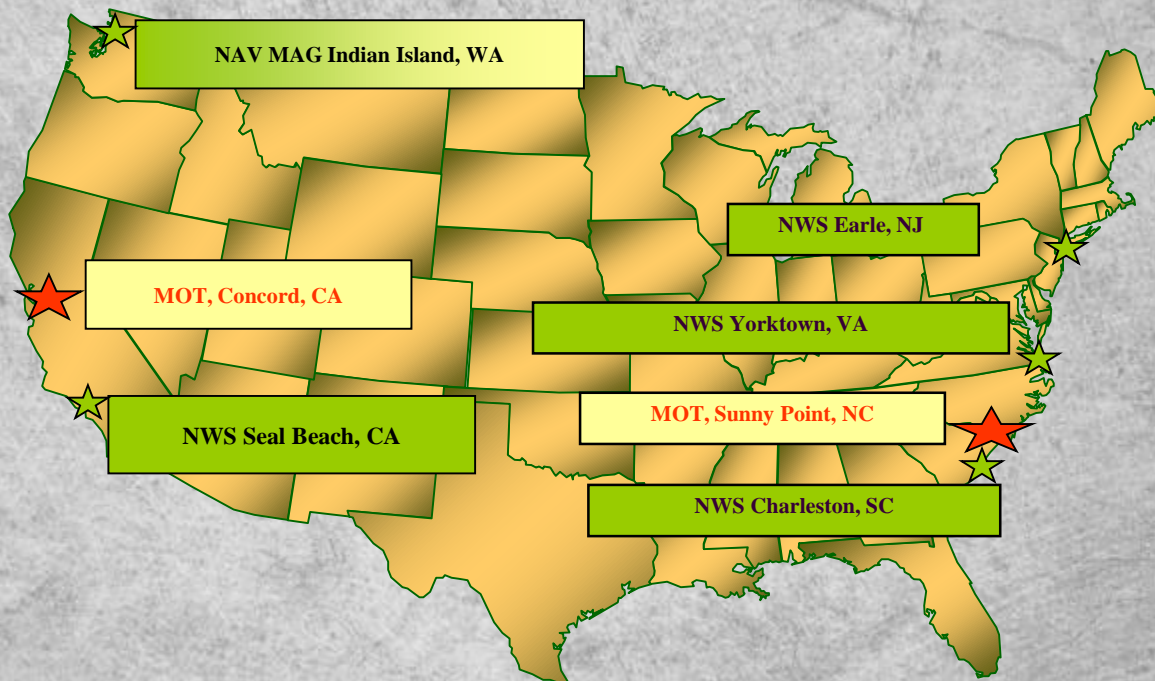 NAV MAG Indian Island, WA
NWS Earle, NJ
MOT, Concord, CA
NWS Yorktown, VA
MOT, Sunny Point, NC
NWS Seal Beach, CA
NWS Charleston, SC